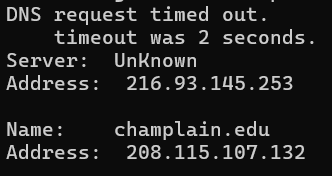 DNS request timed out.
    timeout was 2 seconds.
Server:  UnKnown
Address:  216.93.145.253

Name:    champlain.edu
Address:  208.115.107.132